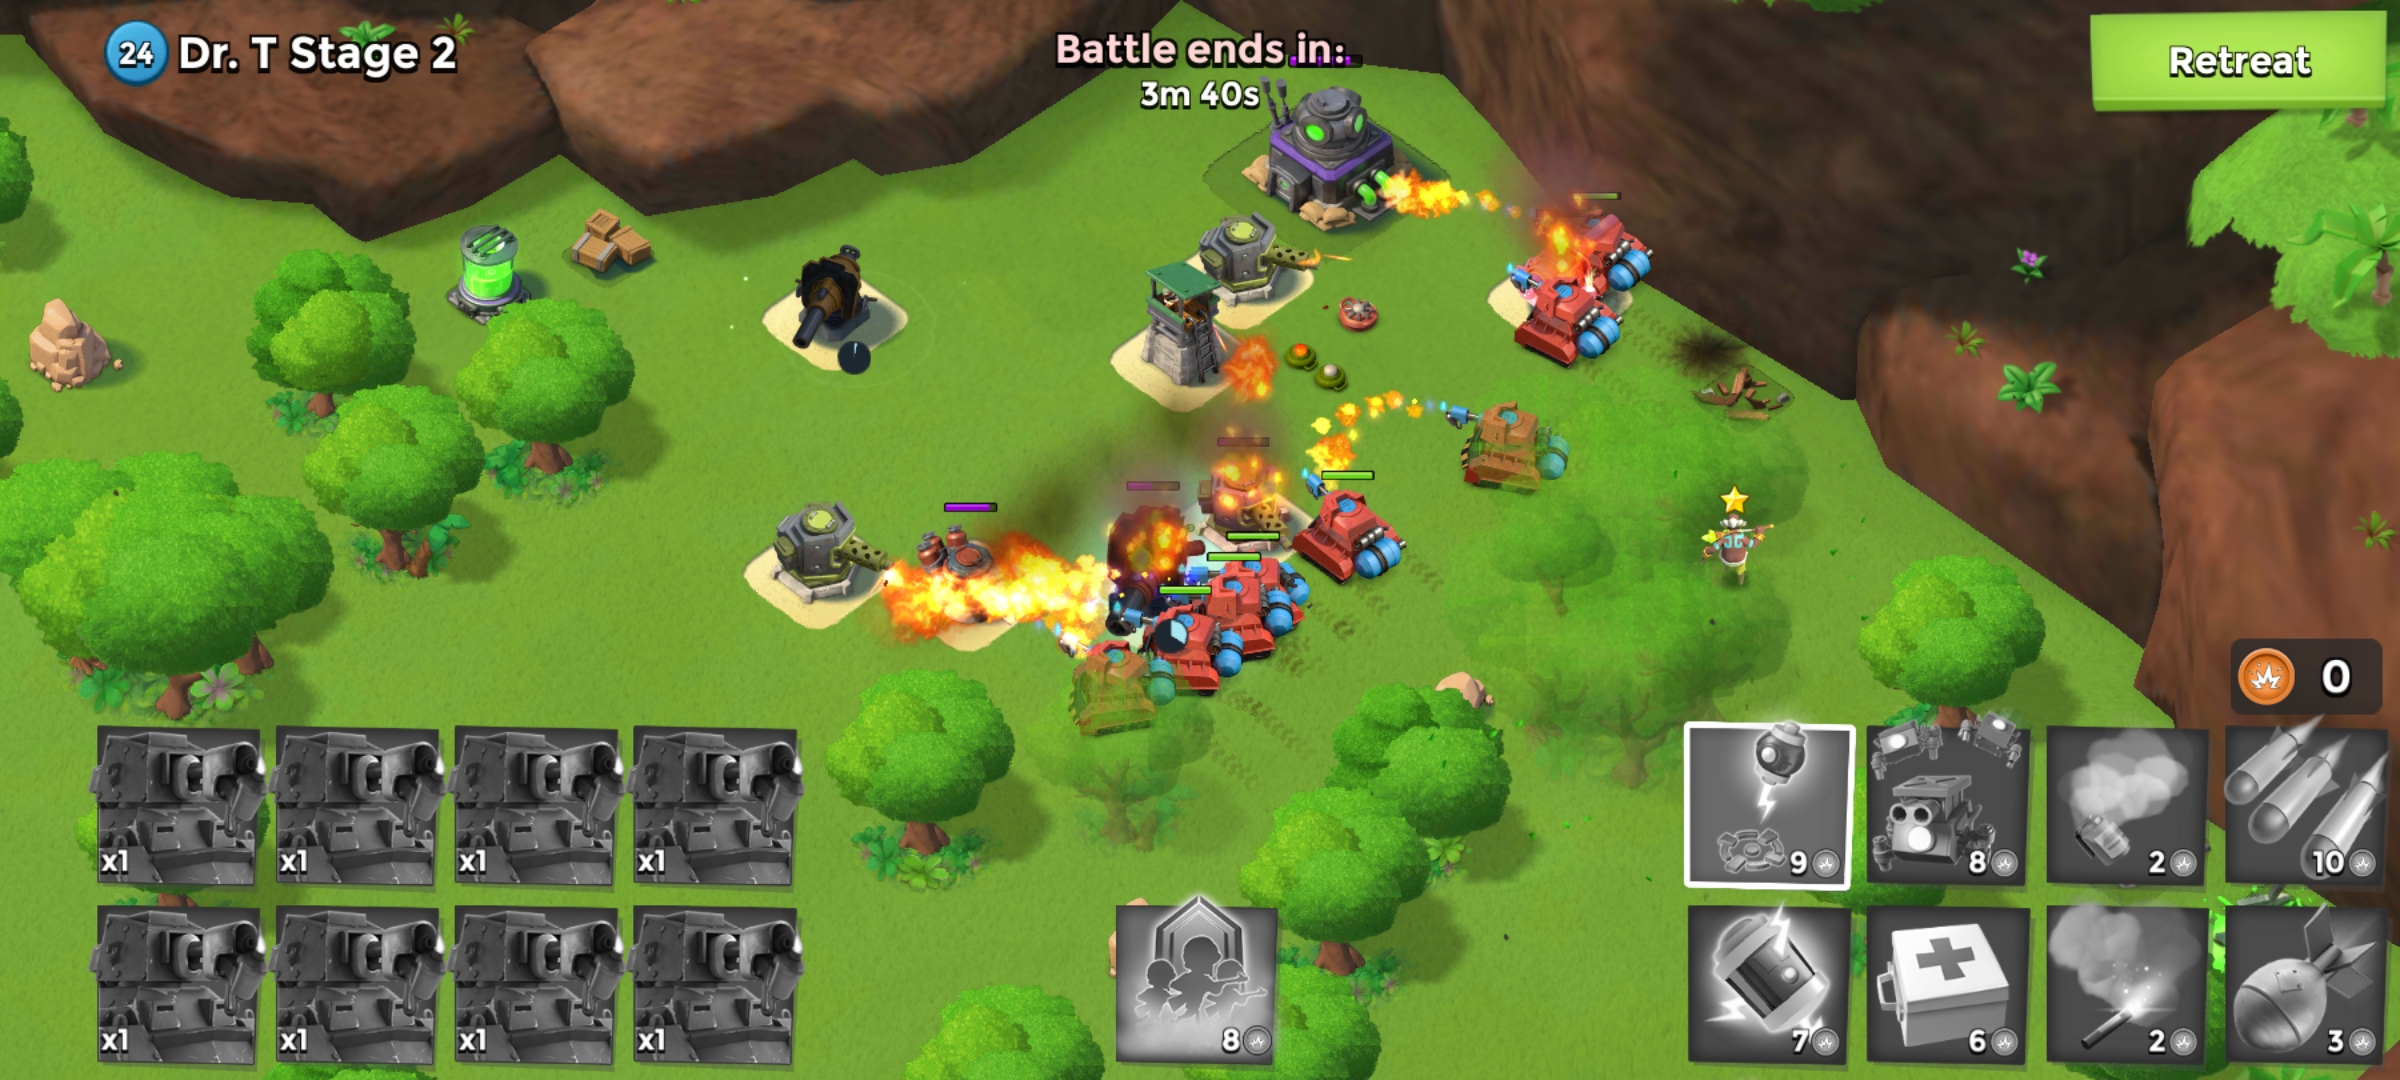 24 Dr. T Stage 2
Battle ends in:
3m 40s
Retreat
0
x1 x1 x1 x1
9 8 2 10
x1 x1 x1 x1
8
7 6 2 3